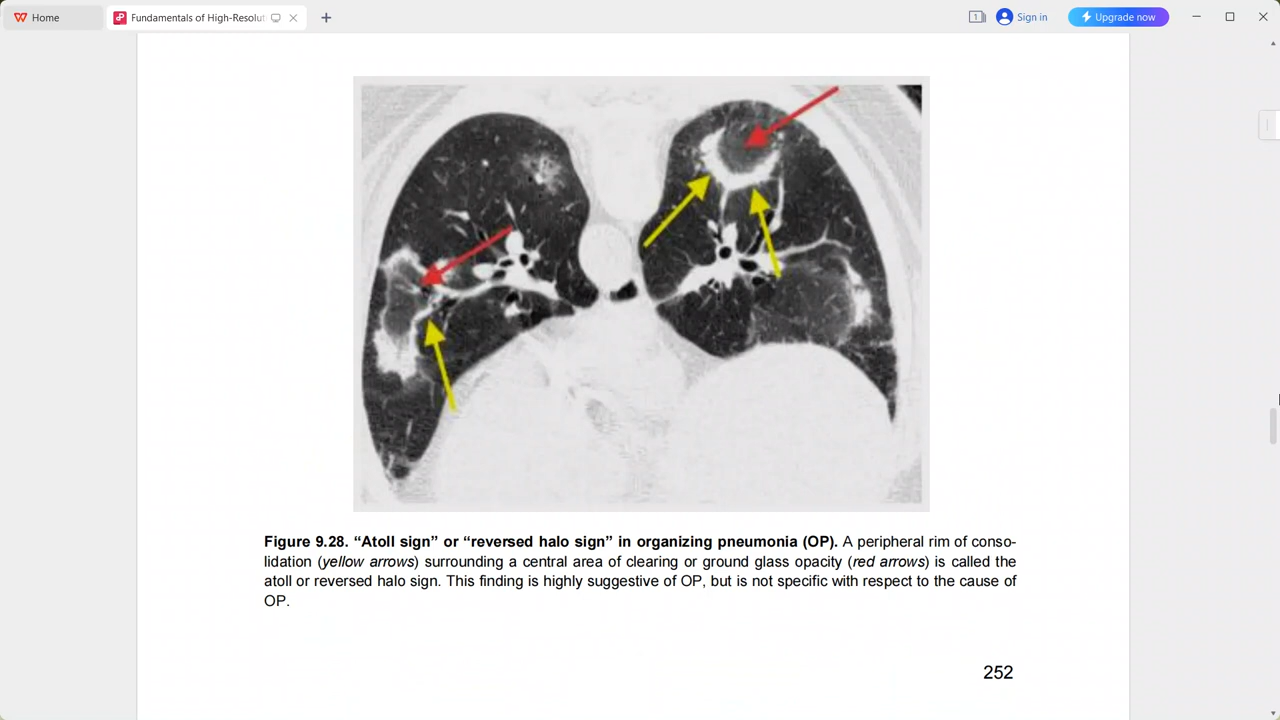 Home
Fundamentals of High-Resolut
1
Sign in
Upgrade now
Figure 9.28. “Atoll sign” or “reversed halo sign” in organizing pneumonia (OP). A peripheral rim of conso-
lidation (yellow arrows) surrounding a central area of clearing or ground glass opacity (red arrows) is called the
atoll or reversed halo sign. This finding is highly suggestive of OP, but is not specific with respect to the cause of
OP.
252